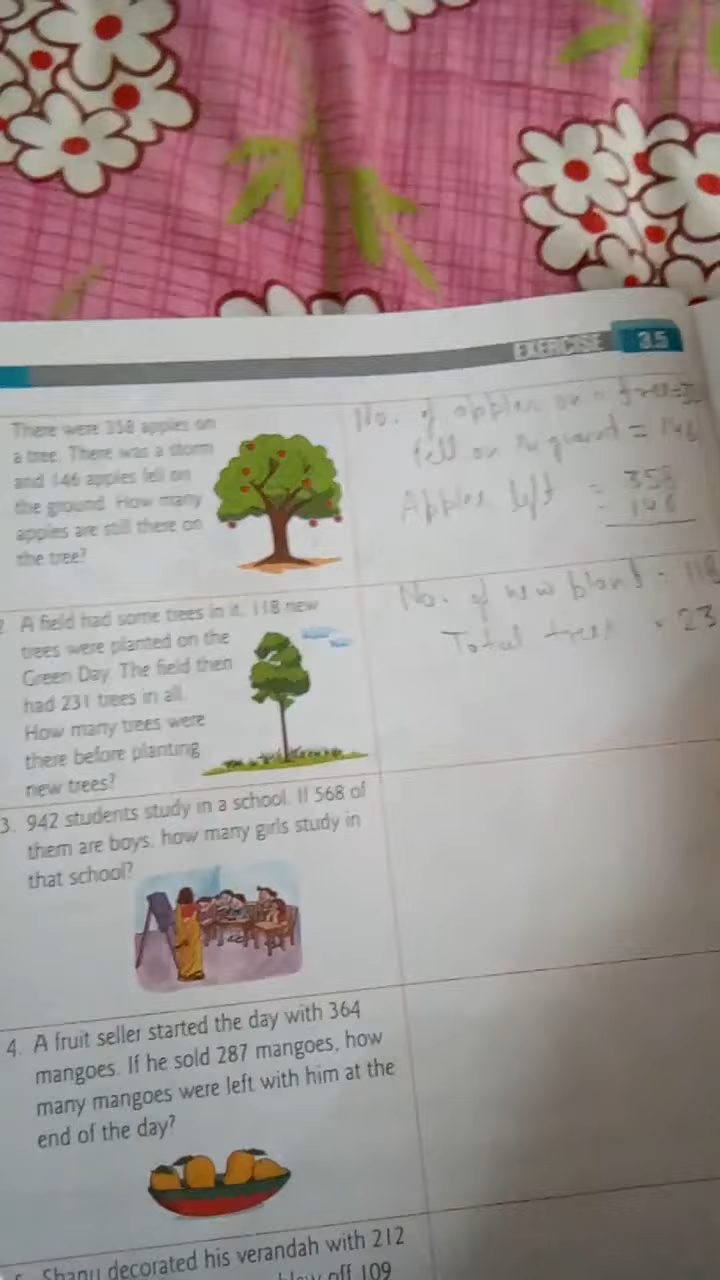 EXERCISE 3.5
There were 358 apples on
a tree. There was a storm
and 146 apples fell on
the ground. How many
apples are still there on
the tree?
No. of apples on
fell on ground = 146
Apples left = 358
- 146
2 A field had some trees in it. 118 new
trees were planted on the
Green Day. The field then
had 231 trees in all.
How many trees were
there before planting
new trees?
No. of new plant = 118
Total trees = 23
3. 942 students study in a school. If 568 of
them are boys, how many girls study in
that school?
4. A fruit seller started the day with 364
mangoes. If he sold 287 mangoes, how
many mangoes were left with him at the
end of the day?
Shanu decorated his verandah with 212
off 109